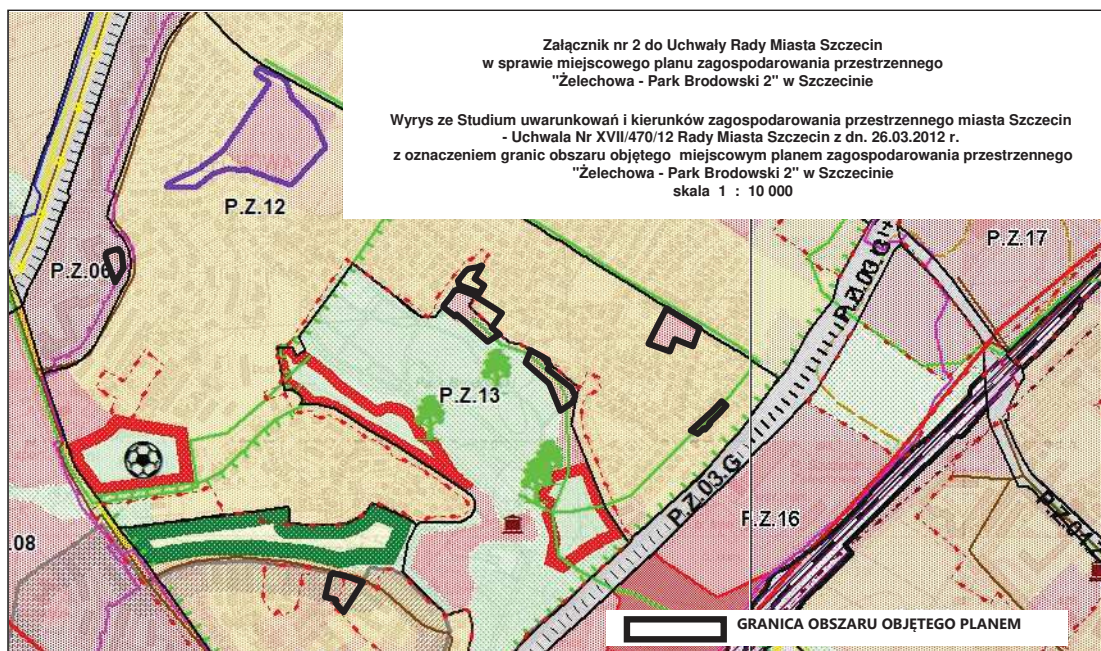 Załącznik nr 2 do Uchwały Rady Miasta Szczecin
w sprawie miejscowego planu zagospodarowania przestrzennego
"Żelechowa - Park Brodowski 2" w Szczecinie
Wyrys ze Studium uwarunkowań i kierunków zagospodarowania przestrzennego miasta Szczecin
- Uchwala Nr XVII/470/12 Rady Miasta Szczecin z dn. 26.03.2012 r.
z oznaczeniem granic obszaru objętego miejscowym planem zagospodarowania przestrzennego
"Żelechowa - Park Brodowski 2" w Szczecinie
skala 1 : 10 000
P.Z.12
P.Z.06
P.Z.17
P.Z.03.G
P.Z.13
P.Z.03.G
P.Z.16
P.Z.04.Z
.08
GRANICA OBSZARU OBJĘTEGO PLANEM